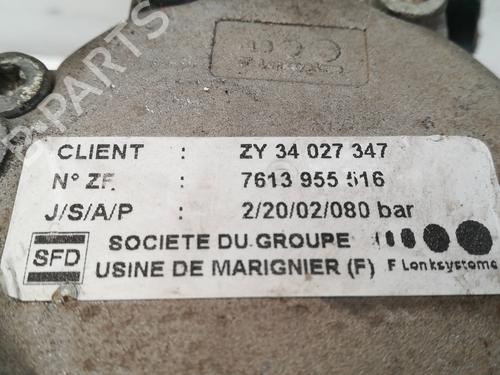 CLIENT : ZY 34 027 347
N° ZF : 7613 955 516
J/S/A/P : 2/20/02/080 bar
SFD SOCIETE DU GROUPE
USINE DE MARIGNIER (F) F Lenksysteme
B-PARTS